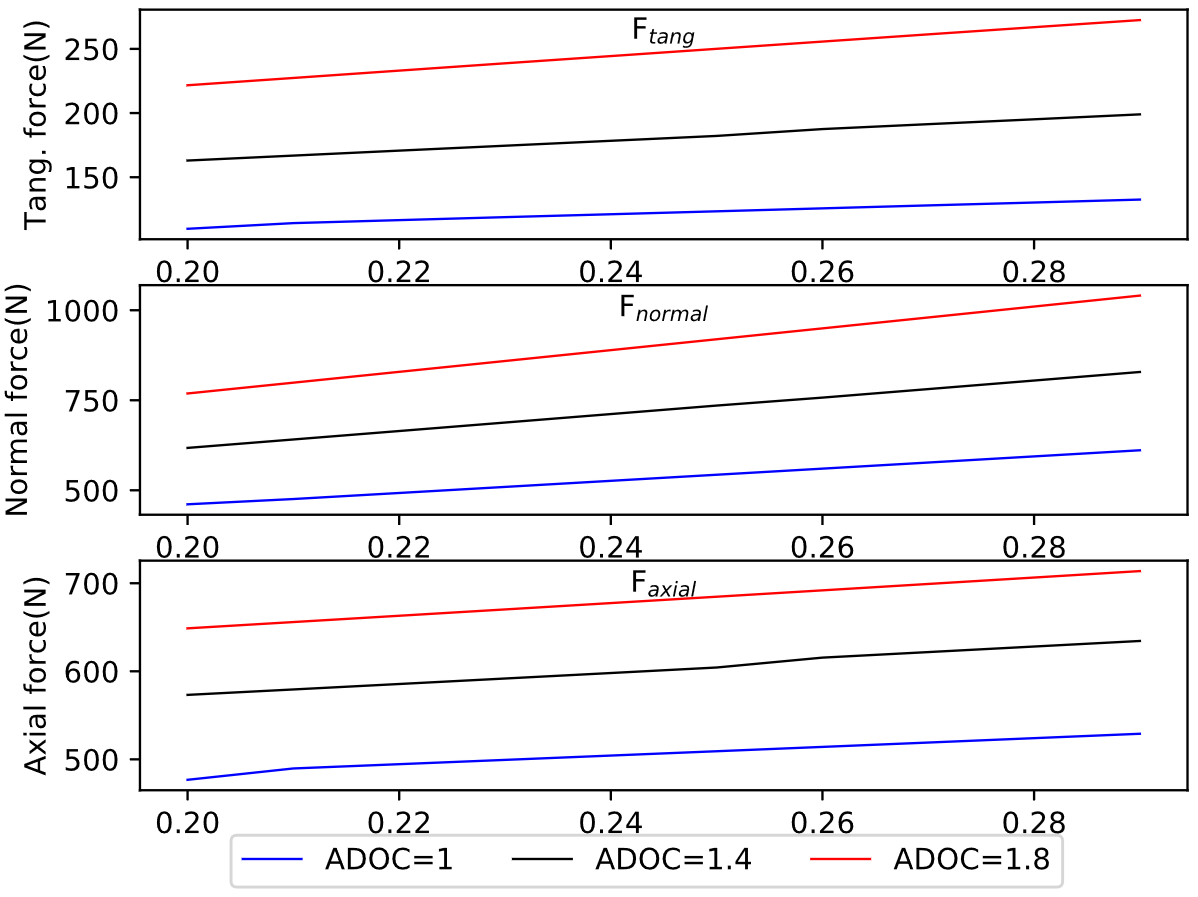 Tang. force(N)
250
200
150
F_tang
0.20 0.22 0.24 0.26 0.28
Normal force(N)
1000
750
500
F_normal
0.20 0.22 0.24 0.26 0.28
Axial force(N)
700
600
500
F_axial
0.20 0.22 0.24 0.26 0.28
ADOC=1 ADOC=1.4 ADOC=1.8